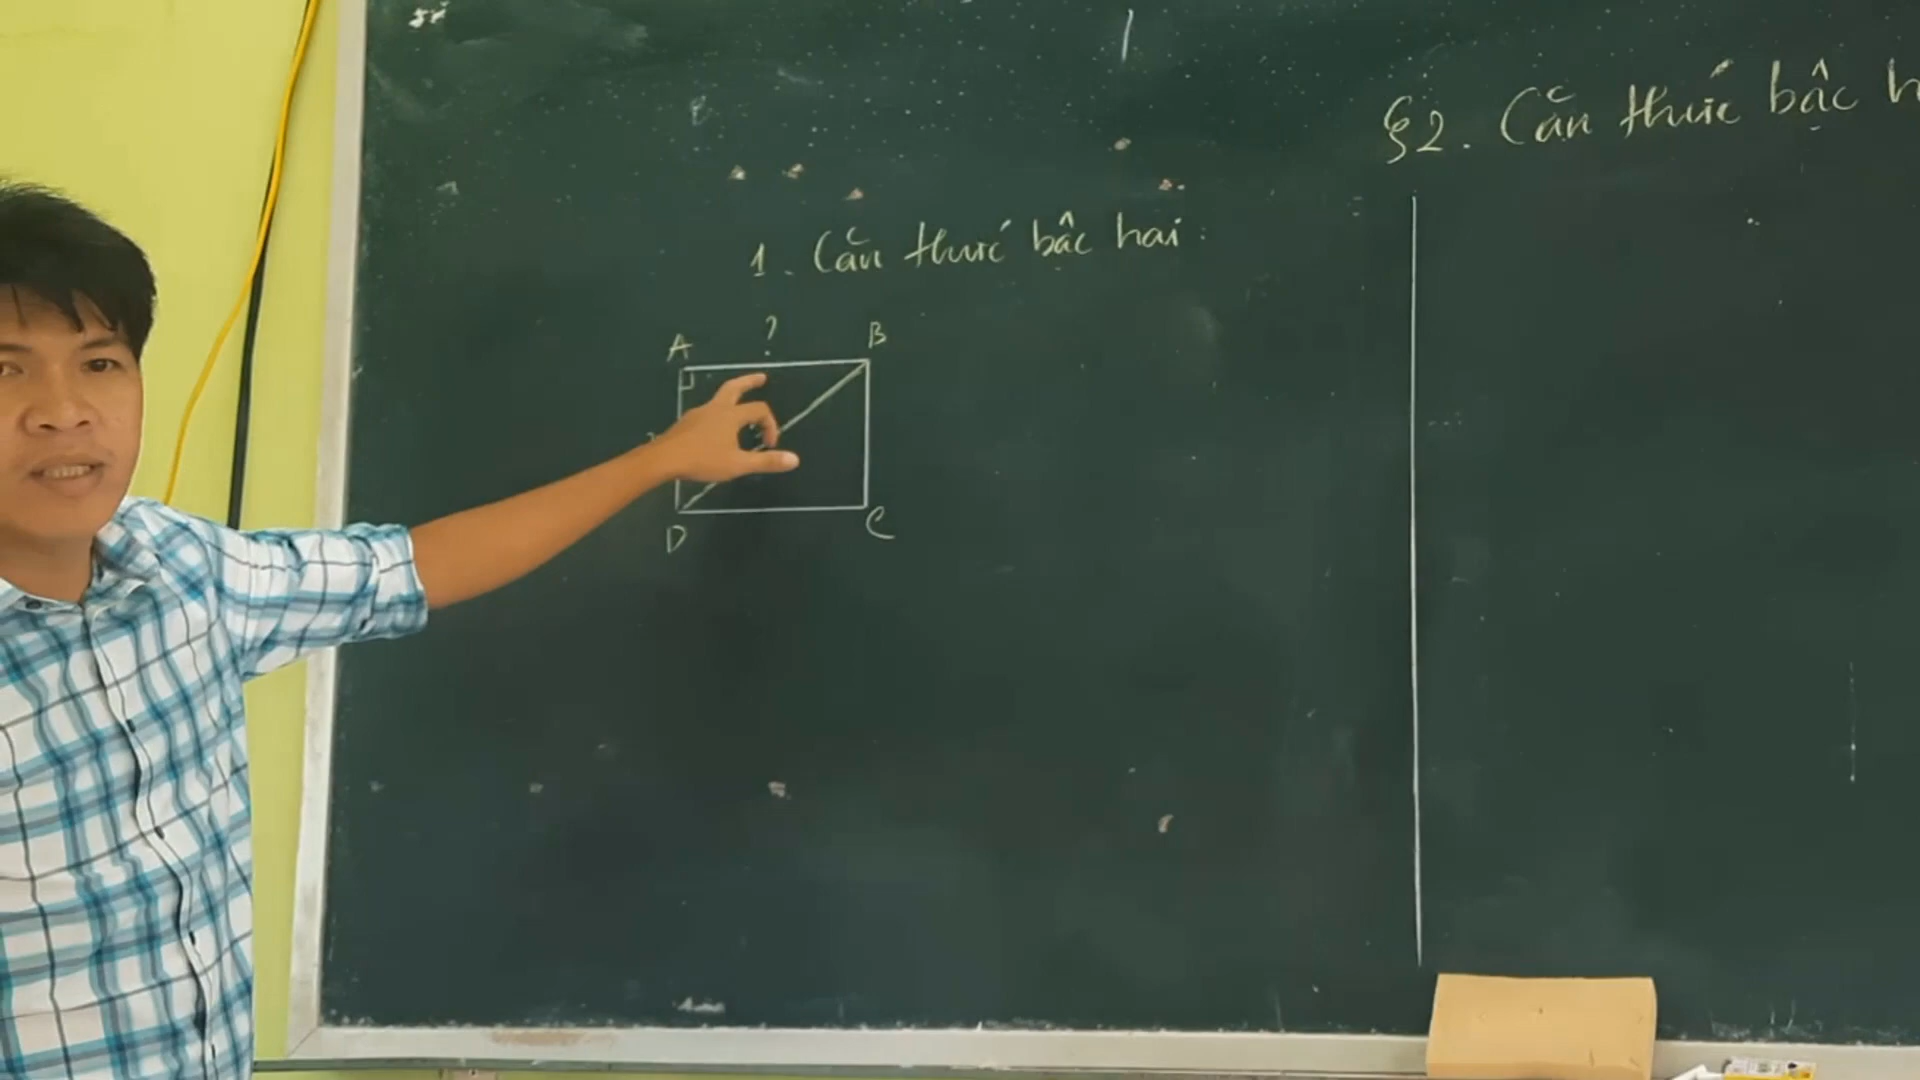 §2. Căn thức bậc h
1. Căn thức bậc hai:
?
A B
D C